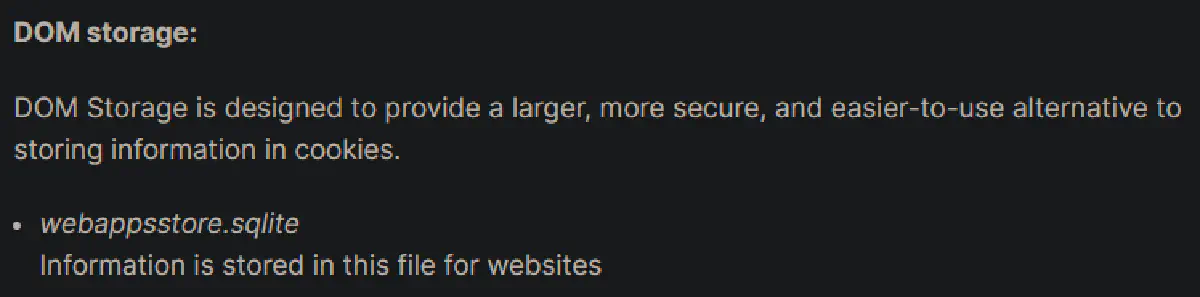 DOM storage:
DOM Storage is designed to provide a larger, more secure, and easier-to-use alternative to
storing information in cookies.
• webappsstore.sqlite
Information is stored in this file for websites